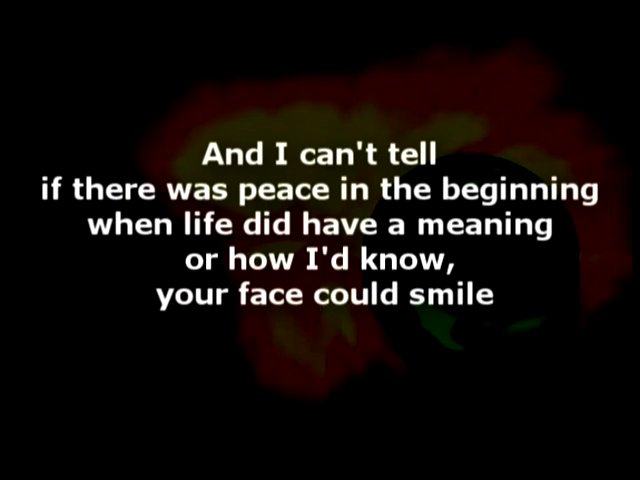 And I can't tell
if there was peace in the beginning
when life did have a meaning
or how I'd know,
your face could smile